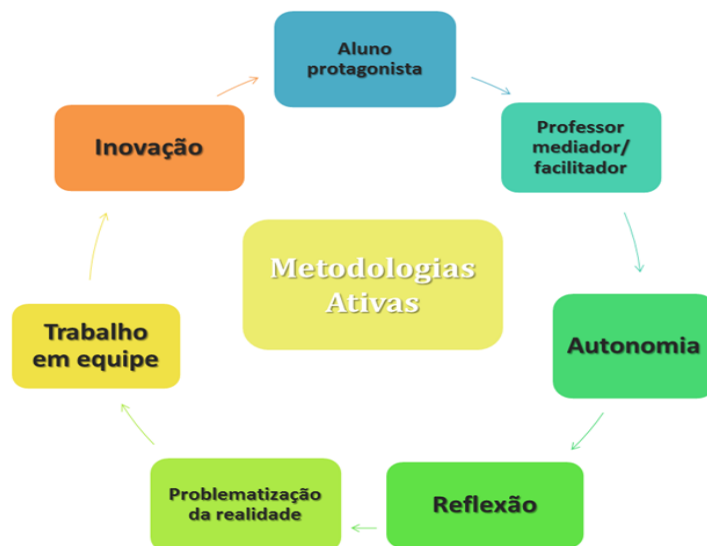 Aluno
protagonista
Professor
mediador/
facilitador
Autonomia
Reflexão
Problematização
da realidade
Trabalho
em equipe
Inovação
Metodologias
Ativas